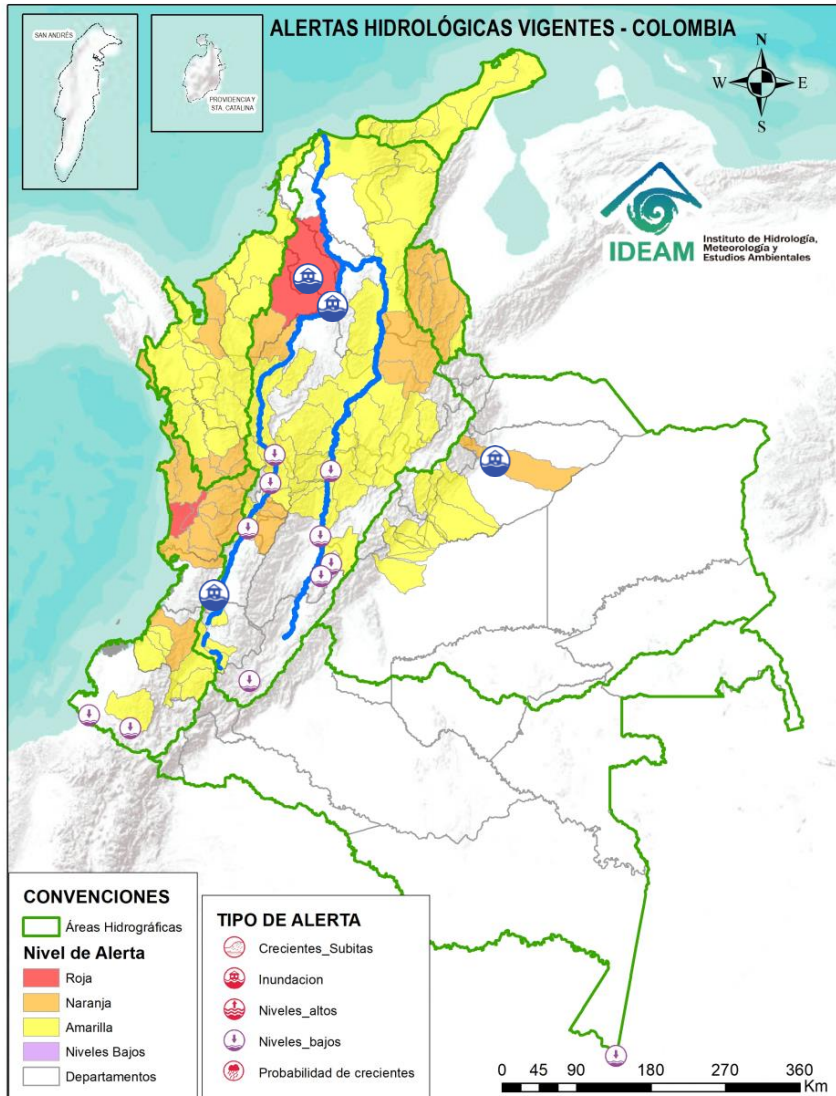 ALERTAS HIDROLÓGICAS VIGENTES - COLOMBIA
SAN ANDRÉS
PROVIDENCIA Y
STA. CATALINA
N
W
E
S
IDEAM
Instituto de Hidrología,
Meteorología y
Estudios Ambientales
CONVENCIONES
Áreas Hidrográficas
Nivel de Alerta
Roja
Naranja
Amarilla
Niveles Bajos
Departamentos
TIPO DE ALERTA
Crecientes_Subitas
Inundacion
Niveles_altos
Niveles_bajos
Probabilidad de crecientes
0 45 90 180 270 360
Km